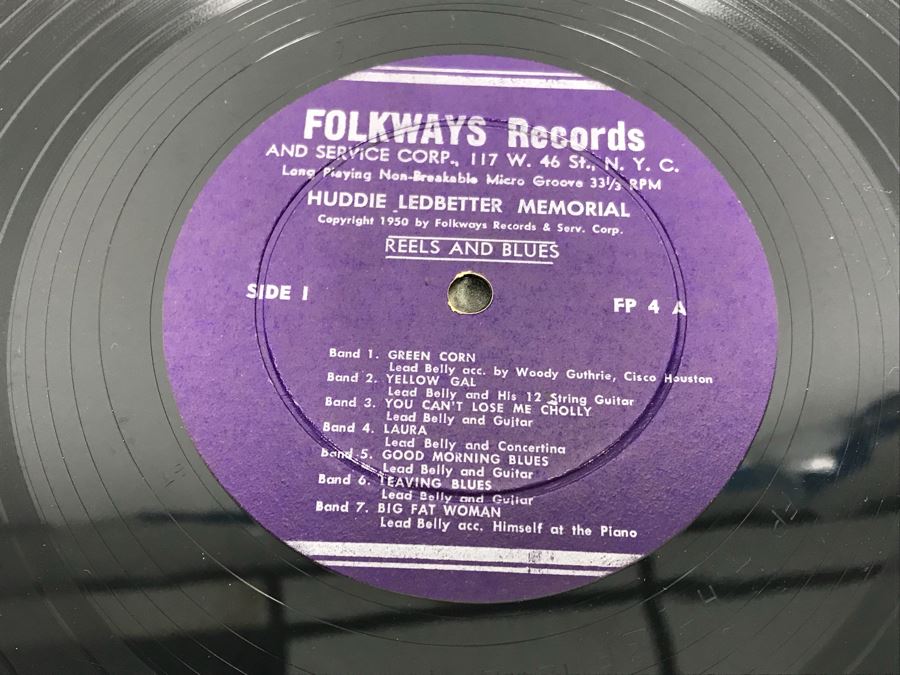 FOLKWAYS Records
AND SERVICE CORP., 117 W. 46 St., N. Y. C.
Long Playing Non-Breakable Micro Groove 33⅓ RPM
HUDDIE LEDBETTER MEMORIAL
Copyright 1950 by Folkways Records & Serv. Corp.
REELS AND BLUES
SIDE I
FP 4 A
Band 1. GREEN CORN
Lead Belly acc. by Woody Guthrie, Cisco Houston
Band 2. YELLOW GAL
Lead Belly and His 12 String Guitar
Band 3. YOU CAN'T LOSE ME CHOLLY
Lead Belly and Guitar
Band 4. LAURA
Lead Belly and Concertina
Band 5. GOOD MORNING BLUES
Lead Belly and Guitar
Band 6. LEAVING BLUES
Lead Belly and Guitar
Band 7. BIG FAT WOMAN
Lead Belly acc. Himself at the Piano